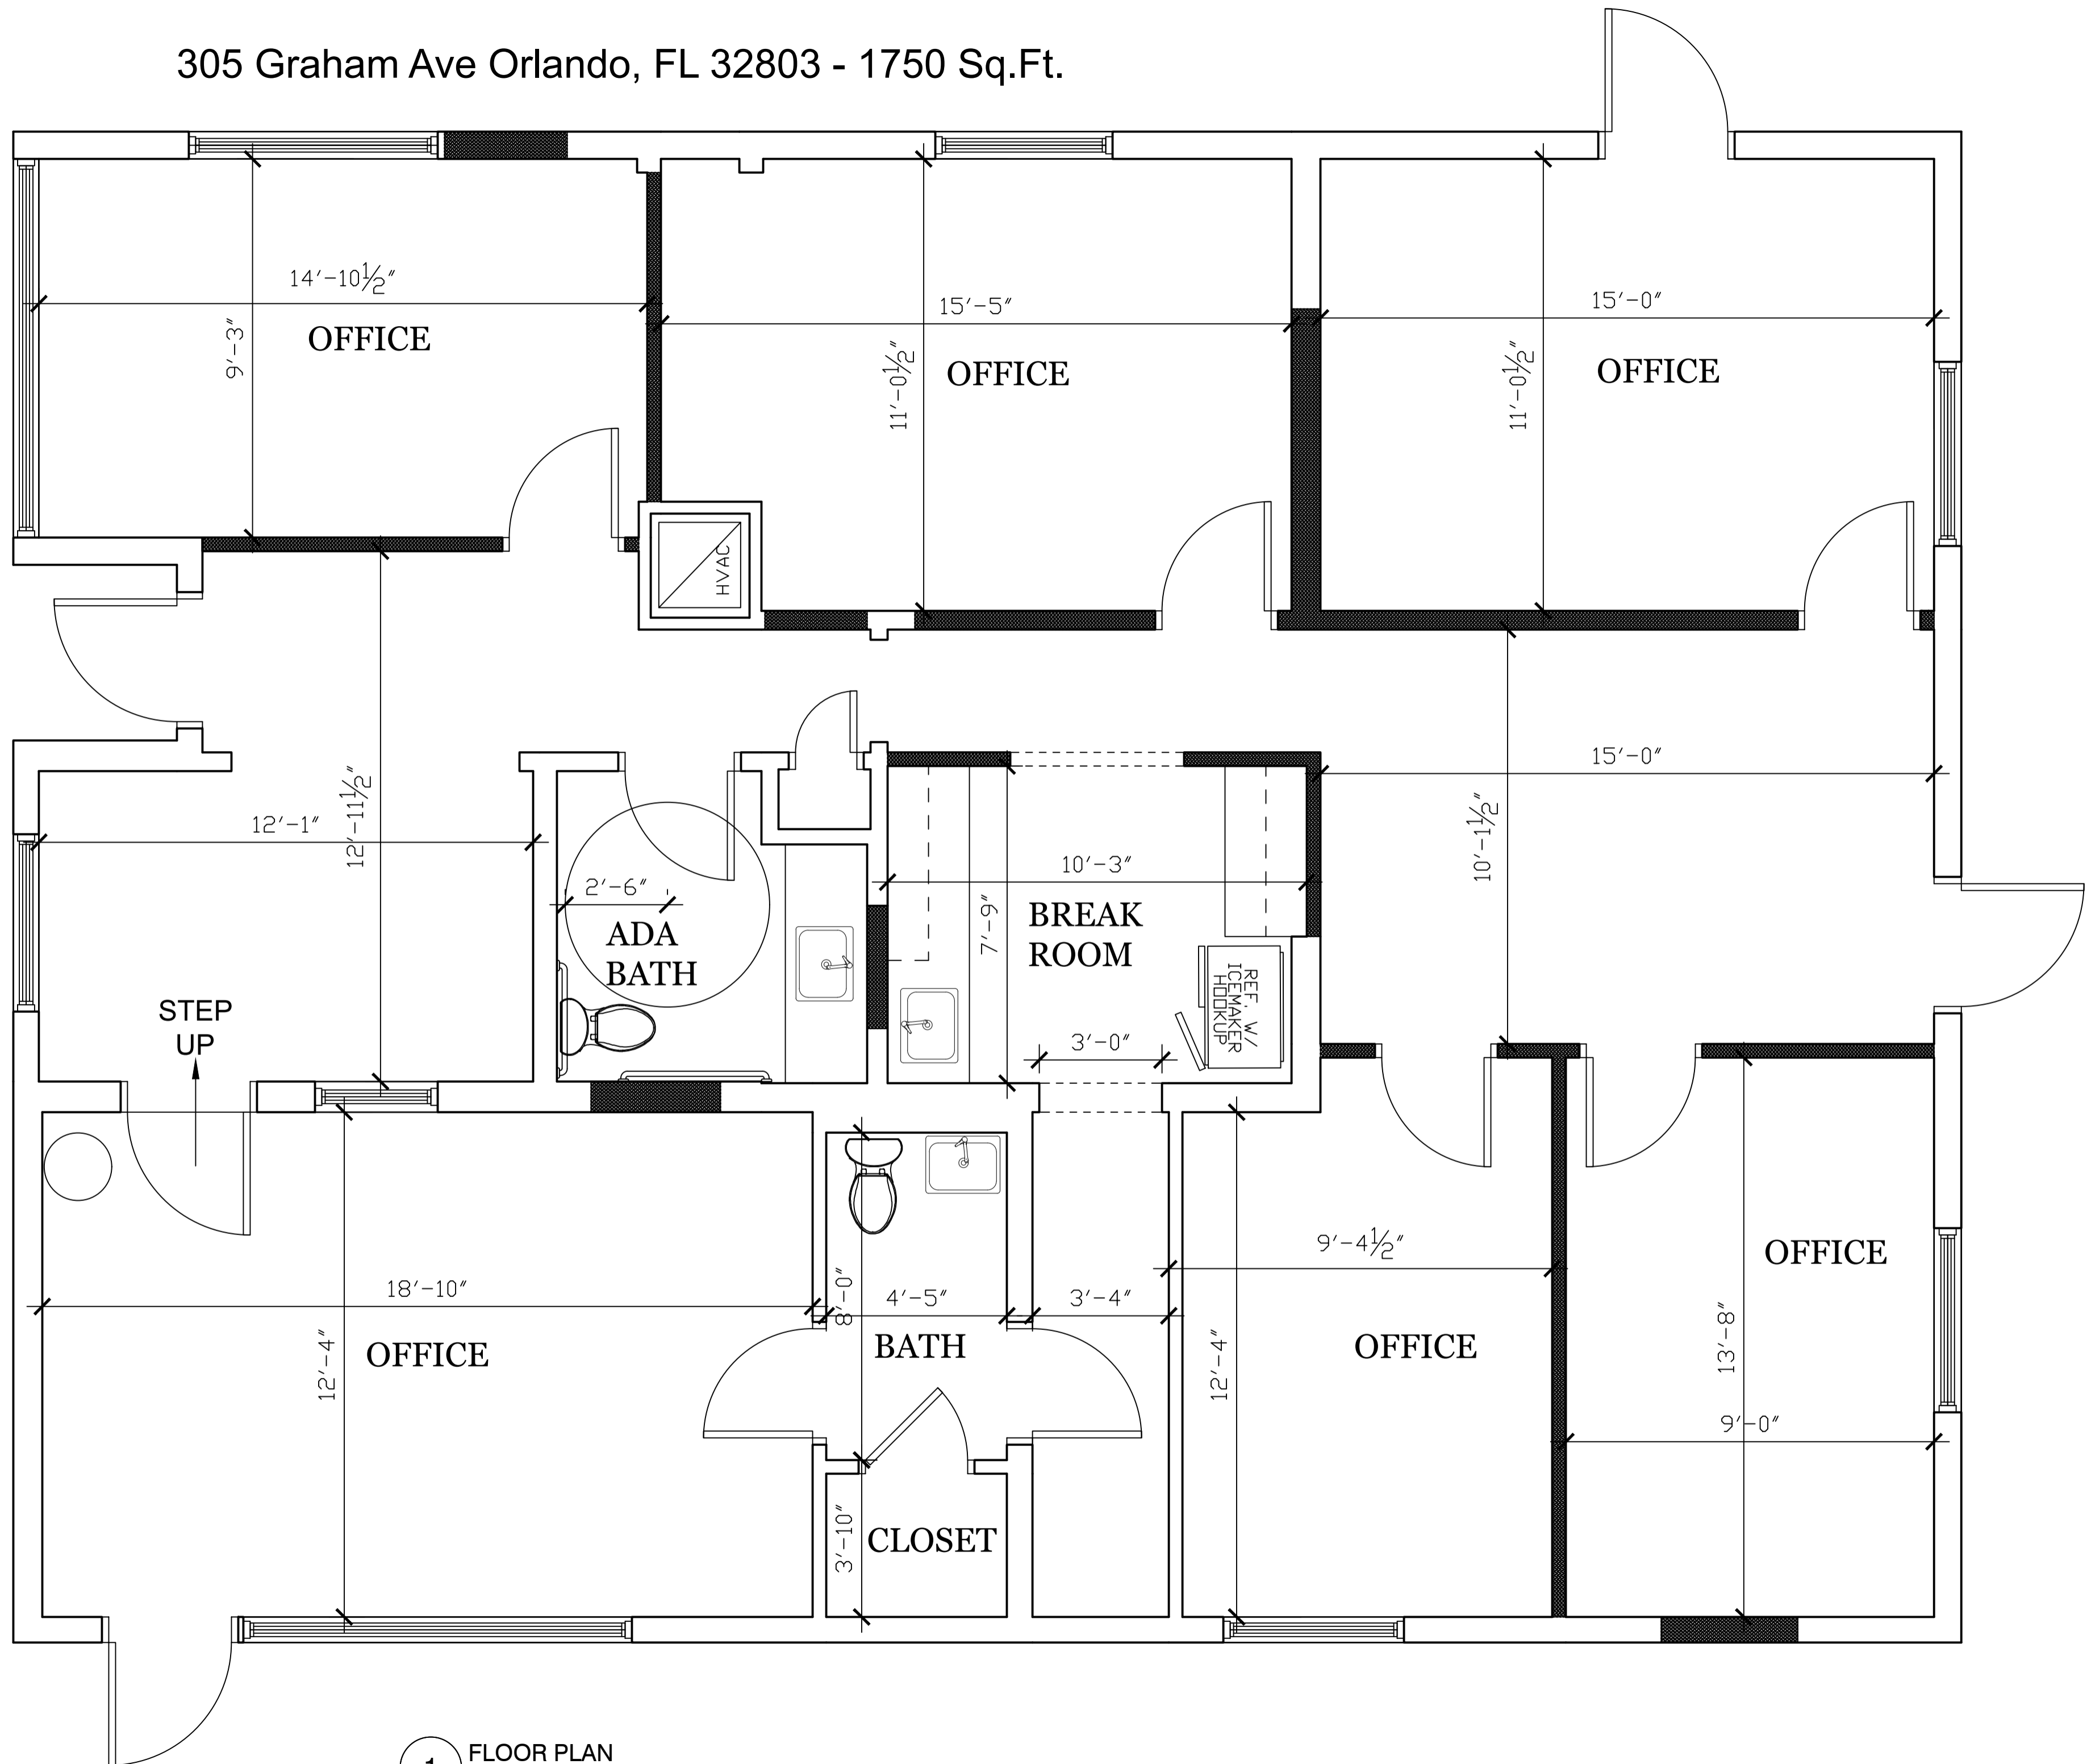 305 Graham Ave Orlando, FL 32803 - 1750 Sq.Ft.
14'-10½"
9'-3"
OFFICE
15'-5"
11'-0½"
OFFICE
15'-0"
11'-0½"
OFFICE
HVAC
12'-1"
12'-11½"
STEP
UP
2'-6"
ADA
BATH
10'-3"
7'-9"
BREAK
ROOM
REF. W/
ICEMAKER
HOOKUP
3'-0"
15'-0"
10'-1½"
18'-10"
12'-4"
OFFICE
8'-0"
4'-5"
BATH
3'-4"
3'-10"
CLOSET
9'-4½"
12'-4"
OFFICE
OFFICE
13'-8"
9'-0"
1
FLOOR PLAN